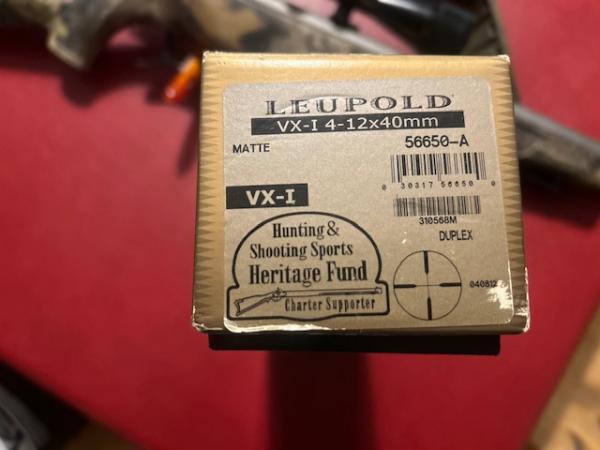 LEUPOLD
VX-I 4-12x40mm
MATTE
56650-A
0 30317 56650 0
310568M
VX-I
DUPLEX
Hunting &
Shooting Sports
Heritage Fund
Charter Supporter
040812